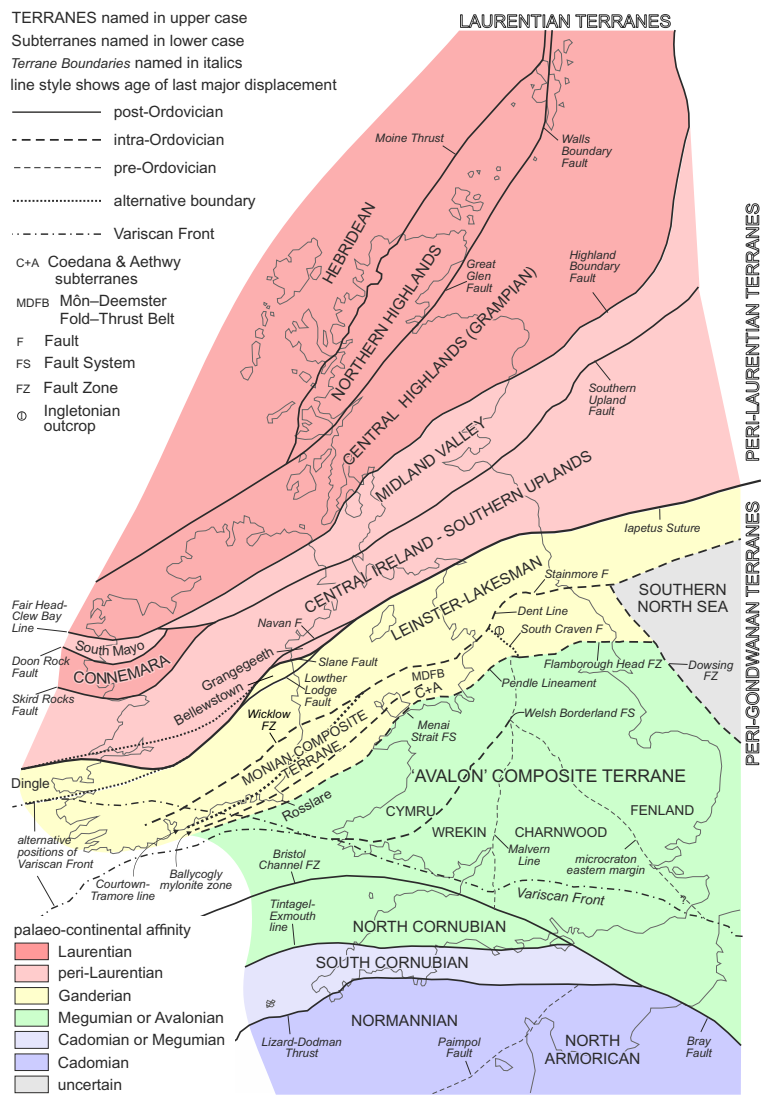 TERRANES named in upper case
Subterranes named in lower case
Terrane Boundaries named in italics
line style shows age of last major displacement
post-Ordovician
intra-Ordovician
pre-Ordovician
alternative boundary
Variscan Front
C+A Coedana & Aethwy
subterranes
MDFB Môn–Deemster
Fold–Thrust Belt
F Fault
FS Fault System
FZ Fault Zone
Ingletonian
outcrop
LAURENTIAN TERRANES
PERI-LAURENTIAN TERRANES
PERI-GONDWANAN TERRANES
Moine Thrust
Walls
Boundary
Fault
HEBRIDEAN
NORTHERN HIGHLANDS
Great
Glen
Fault
Highland
Boundary
Fault
CENTRAL HIGHLANDS (GRAMPIAN)
Southern
Upland
Fault
MIDLAND VALLEY
CENTRAL IRELAND - SOUTHERN UPLANDS
Iapetus Suture
Fair Head-
Clew Bay
Line
South Mayo
Doon Rock
Fault
CONNEMARA
Skird Rocks
Fault
Navan F
Grangegeeth
Slane Fault
Bellewstown
Lowther
Lodge
Fault
LEINSTER-LAKESMAN
Stainmore F
SOUTHERN
NORTH SEA
Dent Line
South Craven F
Flamborough Head FZ
Dowsing
FZ
MDFB
C+A
Pendle Lineament
Wicklow
FZ
Menai
Strait FS
Welsh Borderland FS
MONIAN COMPOSITE
TERRANE
Dingle
Rosslare
'AVALON' COMPOSITE TERRANE
CYMRU
FENLAND
WREKIN
CHARNWOOD
Malvern
Line
microcraton
eastern margin
alternative
positions of
Variscan Front
Courtown-
Tramore line
Ballycogly
mylonite zone
Bristol
Channel FZ
Variscan Front
Tintagel-
Exmouth
line
NORTH CORNUBIAN
SOUTH CORNUBIAN
NORMANNIAN
Lizard-Dodman
Thrust
Paimpol
Fault
NORTH
ARMORICAN
Bray
Fault
palaeo-continental affinity
Laurentian
peri-Laurentian
Ganderian
Megumian or Avalonian
Cadomian or Megumian
Cadomian
uncertain